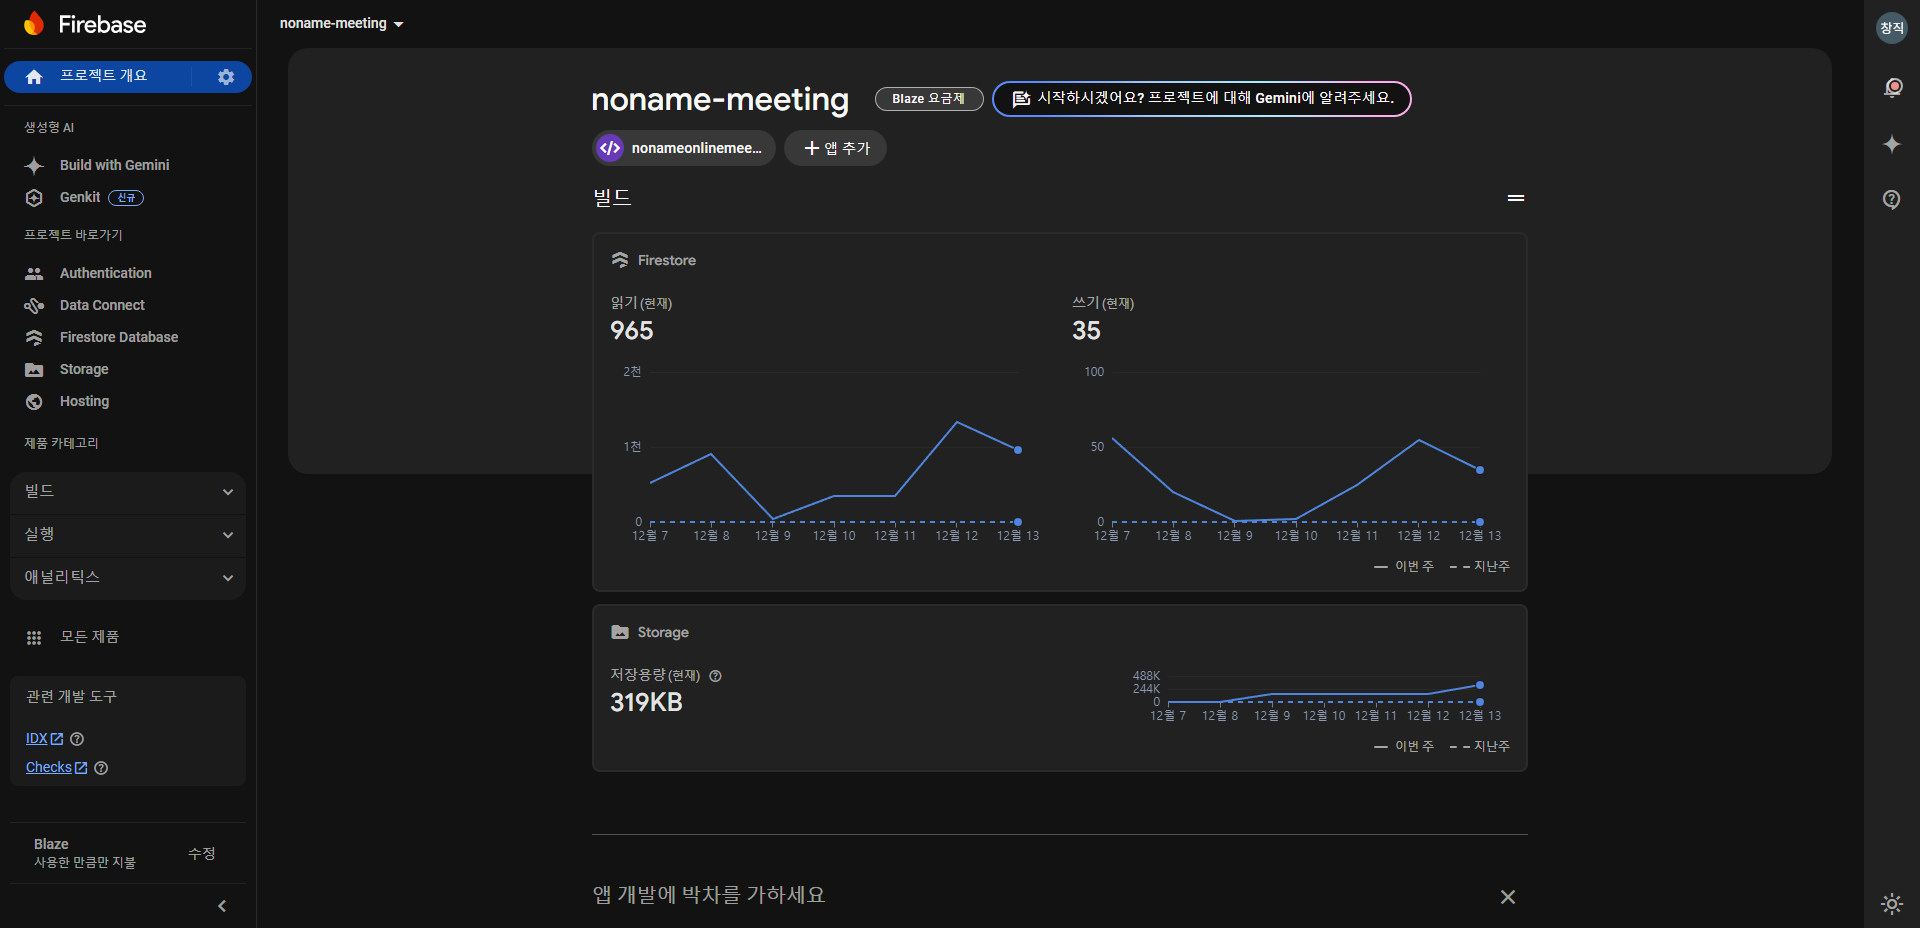 Firebase
noname-meeting
창직
프로젝트 개요
생성형 AI
Build with Gemini
Genkit 신규
프로젝트 바로가기
Authentication
Data Connect
Firestore Database
Storage
Hosting
제품 카테고리
빌드
실행
애널리틱스
모든 제품
관련 개발 도구
IDX
Checks
Blaze
사용한 만큼만 지불
수정
noname-meeting
Blaze 요금제
시작하시겠어요? 프로젝트에 대해 Gemini에 알려주세요.
nonameonlinemee...
앱 추가
빌드
Firestore
읽기 (현재)
965
2천
1천
0
12월 7 12월 8 12월 9 12월 10 12월 11 12월 12 12월 13
쓰기 (현재)
35
100
50
0
12월 7 12월 8 12월 9 12월 10 12월 11 12월 12 12월 13
이번 주 지난주
Storage
저장용량 (현재)
319KB
488K
244K
0
12월 7 12월 8 12월 9 12월 10 12월 11 12월 12 12월 13
이번 주 지난주
앱 개발에 박차를 가하세요